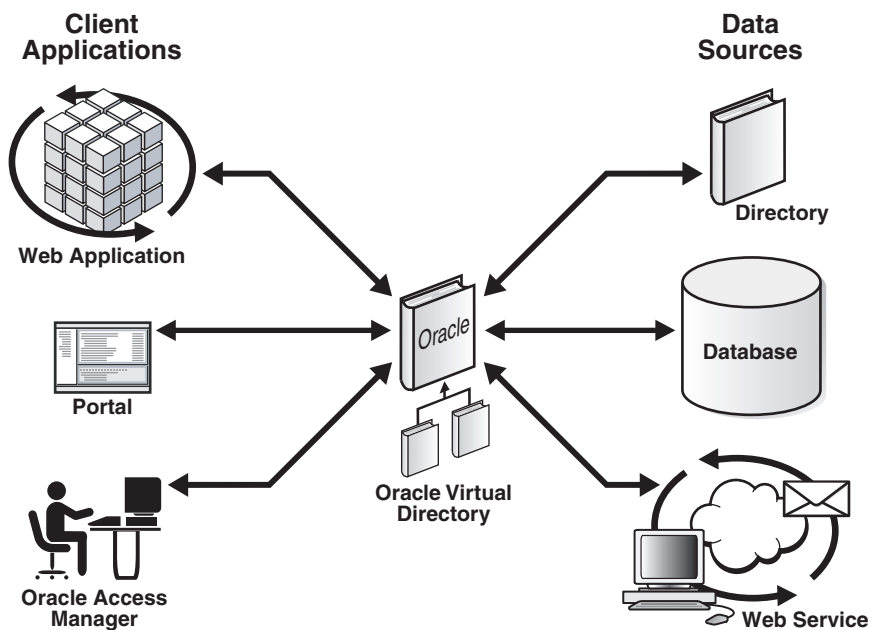 Client
Applications
Data
Sources
Web Application
Directory
Oracle
Database
Portal
Oracle Virtual
Directory
Oracle Access
Manager
Web Service